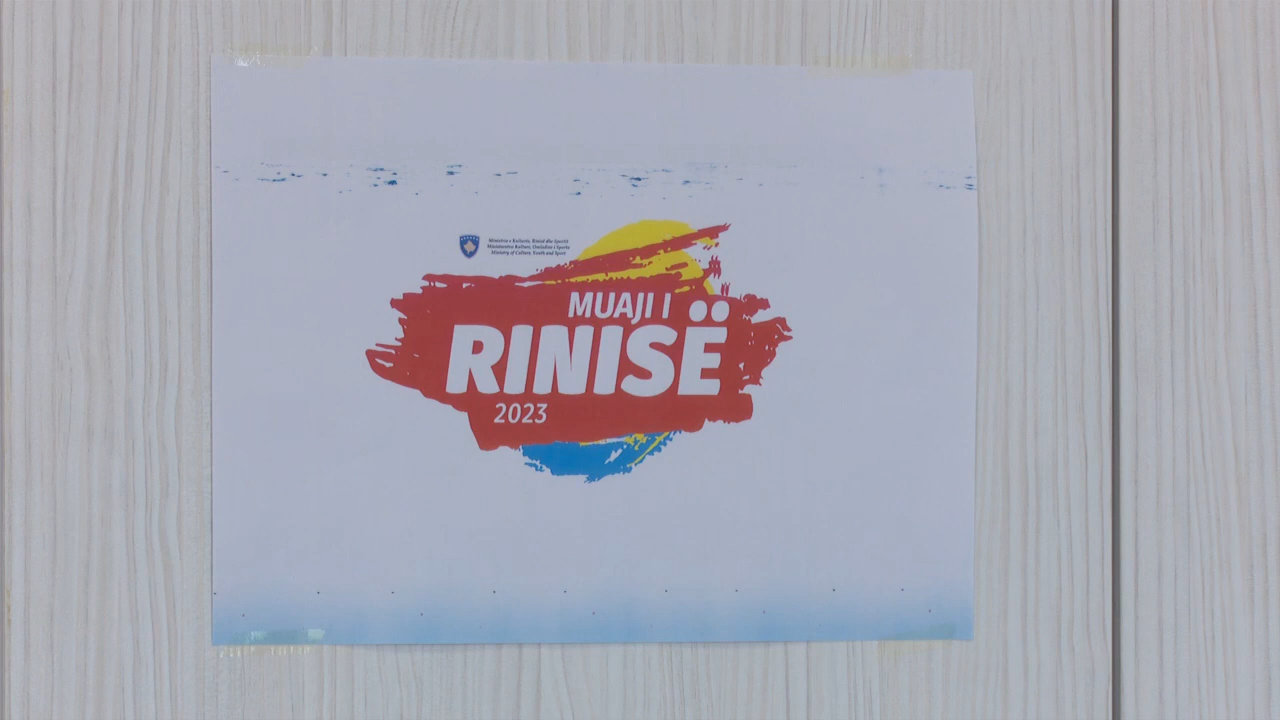 Ministria e Kulturës, Rinisë dhe Sportit
Ministarstvo Kulture, Omladine i Sporta
Ministry of Culture, Youth and Sport
MUAJI I
RINISË
2023